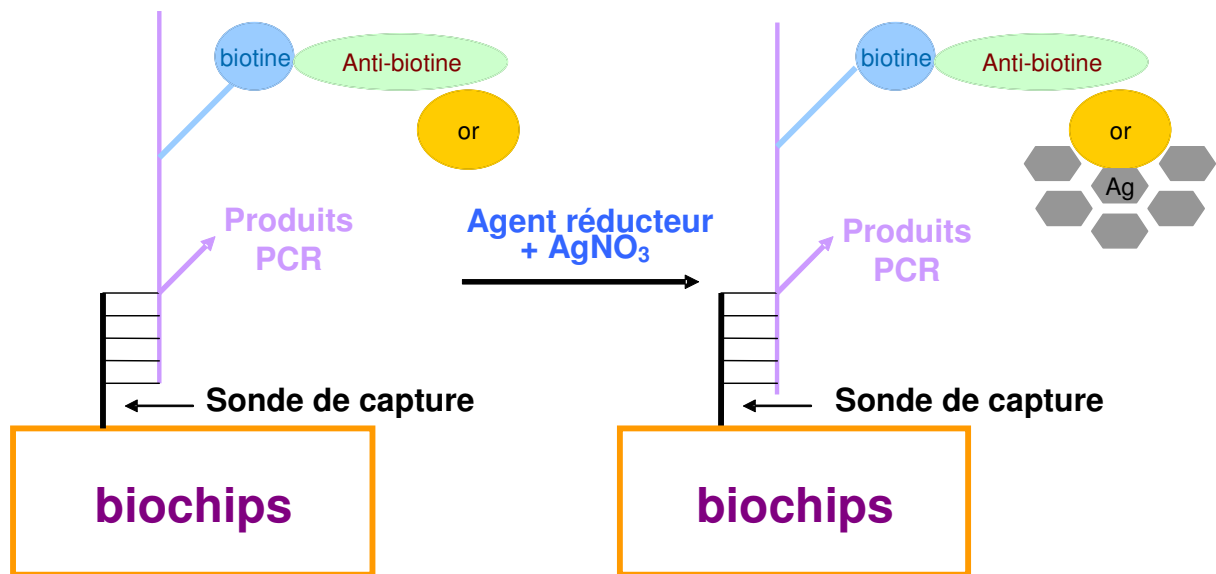 biotine
Anti-biotine
or
Produits
PCR
Sonde de capture
biochips
Agent réducteur
+ AgNO₃
biotine
Anti-biotine
or
Ag
Produits
PCR
Sonde de capture
biochips